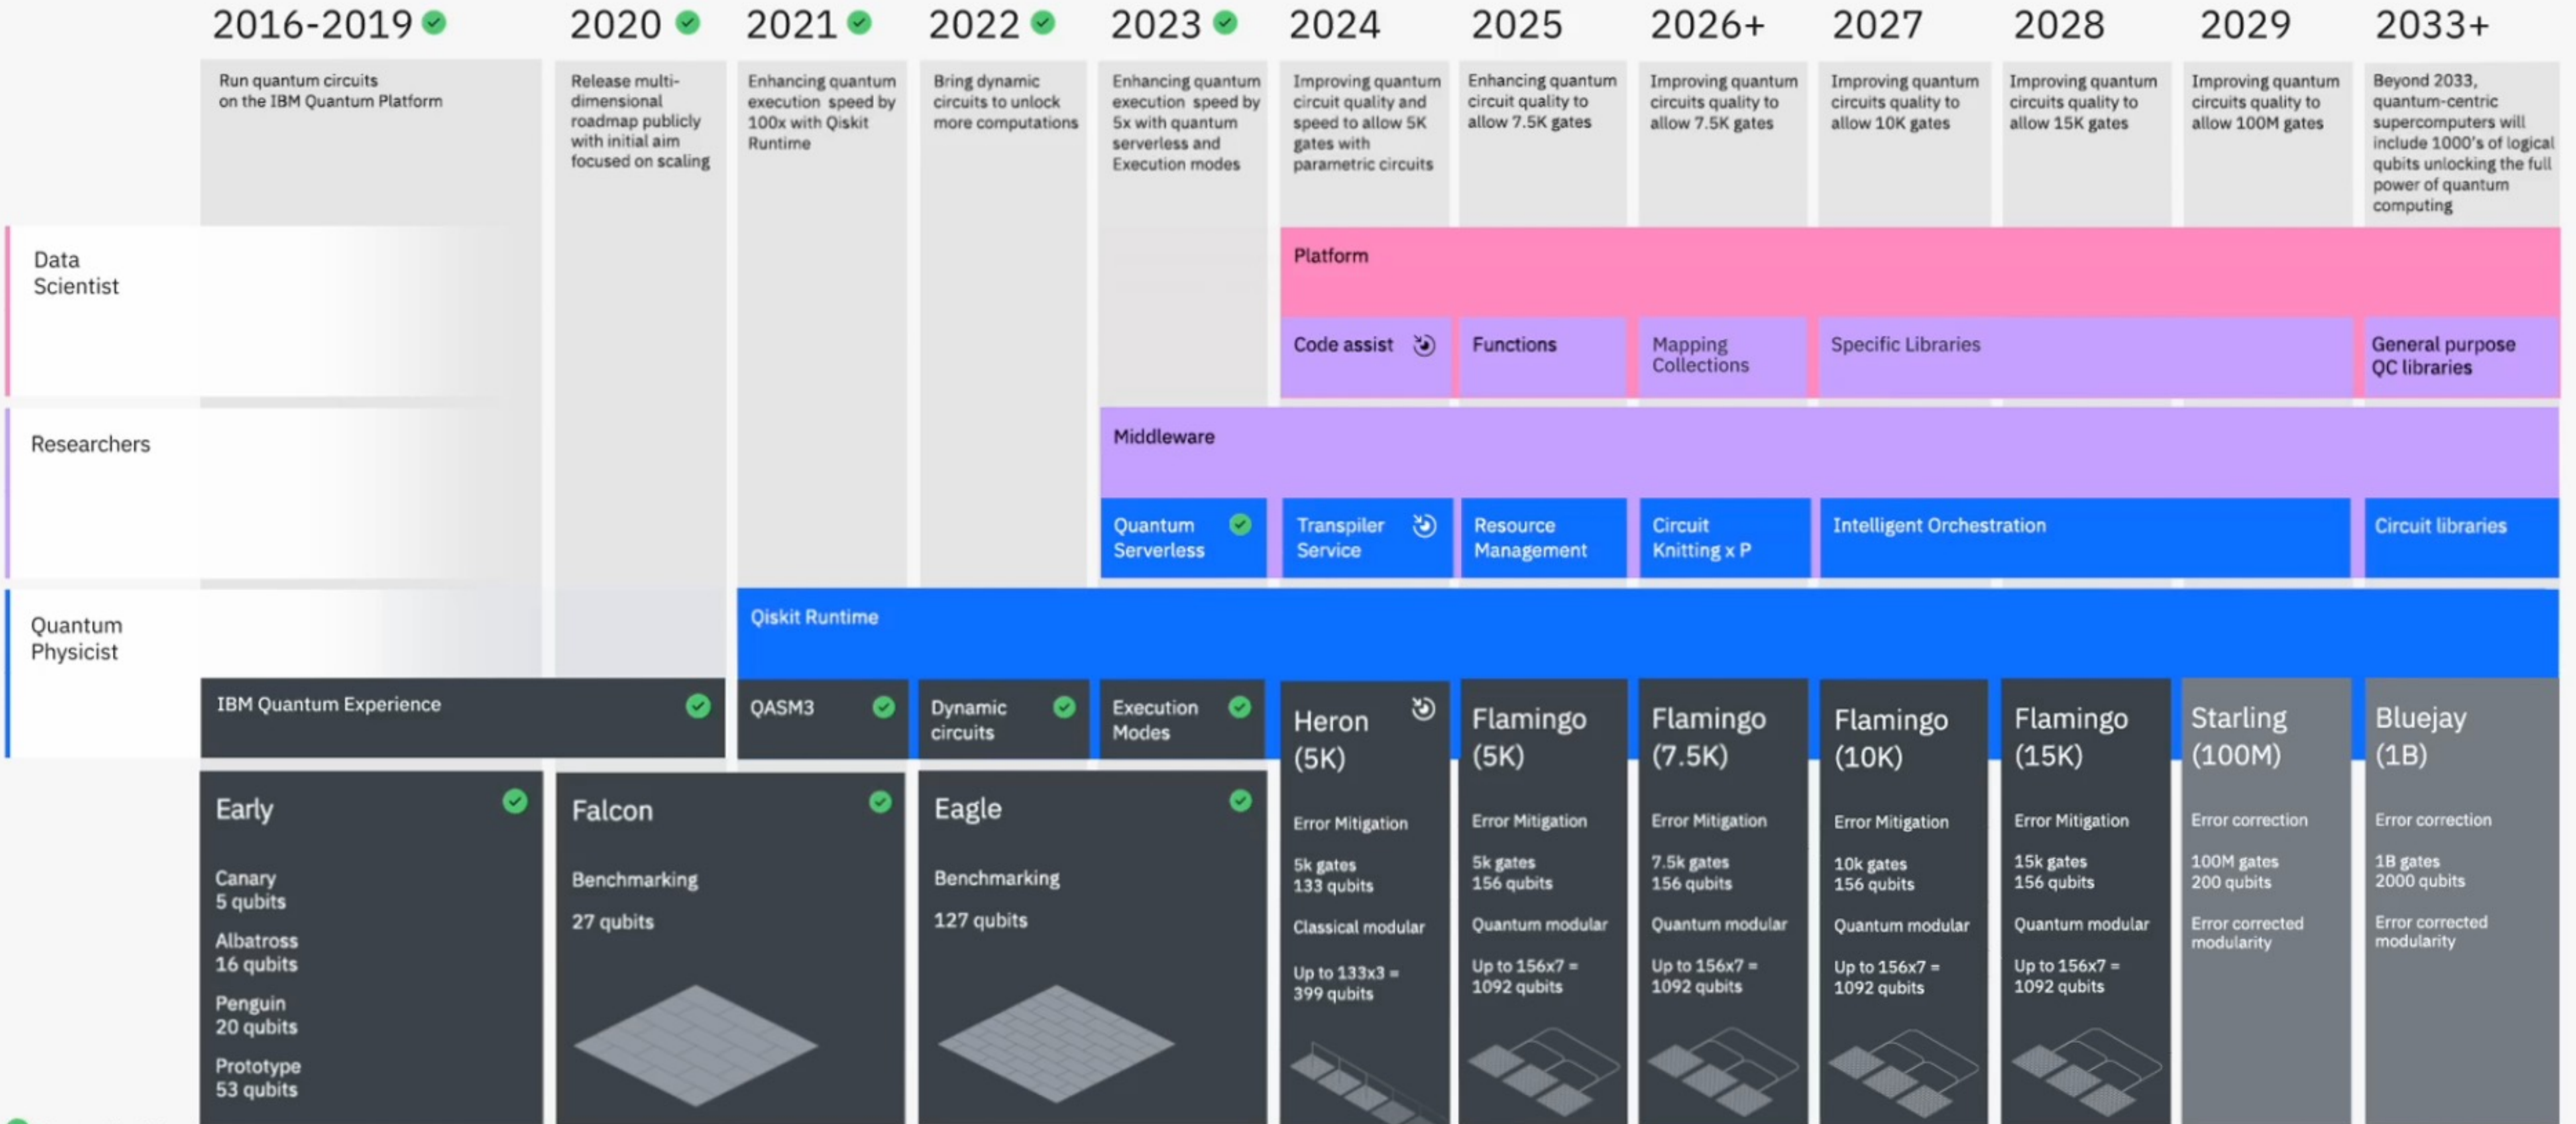 2016-2019
2020
2021
2022
2023
2024
2025
2026+
2027
2028
2029
2033+
Run quantum circuits
on the IBM Quantum Platform
Release multi-
dimensional
roadmap publicly
with initial aim
focused on scaling
Enhancing quantum
execution speed by
100x with Qiskit
Runtime
Bring dynamic
circuits to unlock
more computations
Enhancing quantum
execution speed by
5x with quantum
serverless and
Execution modes
Improving quantum
circuit quality and
speed to allow 5K
gates with
parametric circuits
Enhancing quantum
circuit quality to
allow 7.5K gates
Improving quantum
circuits quality to
allow 7.5K gates
Improving quantum
circuits quality to
allow 10K gates
Improving quantum
circuits quality to
allow 15K gates
Improving quantum
circuits quality to
allow 100M gates
Beyond 2033,
quantum-centric
supercomputers will
include 1000's of logical
qubits unlocking the full
power of quantum
computing
Data
Scientist
Platform
Code assist
Functions
Mapping
Collections
Specific Libraries
General purpose
QC libraries
Researchers
Middleware
Quantum
Serverless
Transpiler
Service
Resource
Management
Circuit
Knitting x P
Intelligent Orchestration
Circuit libraries
Quantum
Physicist
Qiskit Runtime
IBM Quantum Experience
QASM3
Dynamic
circuits
Execution
Modes
Early
Canary
5 qubits
Albatross
16 qubits
Penguin
20 qubits
Prototype
53 qubits
Falcon
Benchmarking
27 qubits
Eagle
Benchmarking
127 qubits
Heron
(5K)
Error Mitigation
5k gates
133 qubits
Classical modular
Up to 133x3 =
399 qubits
Flamingo
(5K)
Error Mitigation
5k gates
156 qubits
Quantum modular
Up to 156x7 =
1092 qubits
Flamingo
(7.5K)
Error Mitigation
7.5k gates
156 qubits
Quantum modular
Up to 156x7 =
1092 qubits
Flamingo
(10K)
Error Mitigation
10k gates
156 qubits
Quantum modular
Up to 156x7 =
1092 qubits
Flamingo
(15K)
Error Mitigation
15k gates
156 qubits
Quantum modular
Up to 156x7 =
1092 qubits
Starling
(100M)
Error correction
100M gates
200 qubits
Error corrected
modularity
Bluejay
(1B)
Error correction
1B gates
2000 qubits
Error corrected
modularity